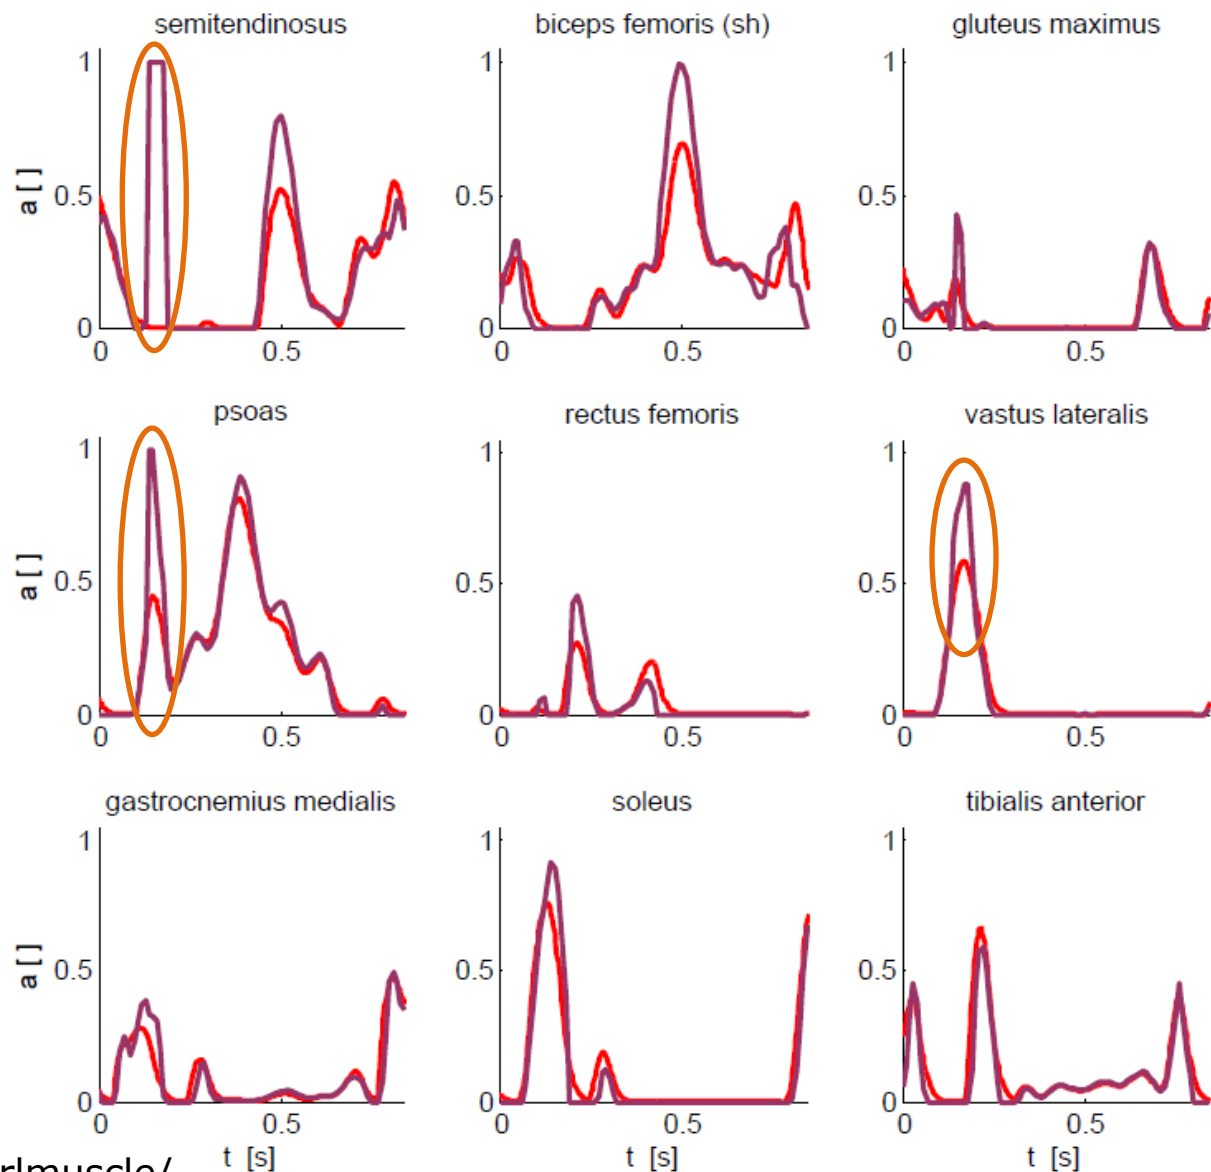 semitendinosus biceps femoris (sh) gluteus maximus
1 1 1
a [ ] 0.5 0.5 0.5
0 0 0
0 0.5 0 0.5 0 0.5
psoas rectus femoris vastus lateralis
1 1 1
a [ ] 0.5 0.5 0.5
0 0 0
0 0.5 0 0.5 0 0.5
gastrocnemius medialis soleus tibialis anterior
1 1 1
a [ ] 0.5 0.5 0.5
0 0 0
0 0.5 0 0.5 0 0.5
t [s] t [s] t [s]
rlmuscle/